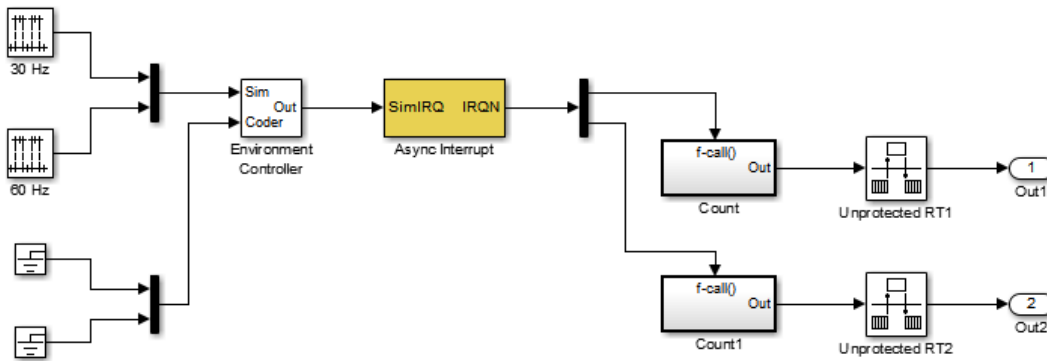 30 Hz
60 Hz
Sim
Out
Coder
Environment
Controller
SimIRQ IRQN
Async Interrupt
f-call()
Out
Count
Unprotected RT1
1
Out1
f-call()
Out
Count1
Unprotected RT2
2
Out2